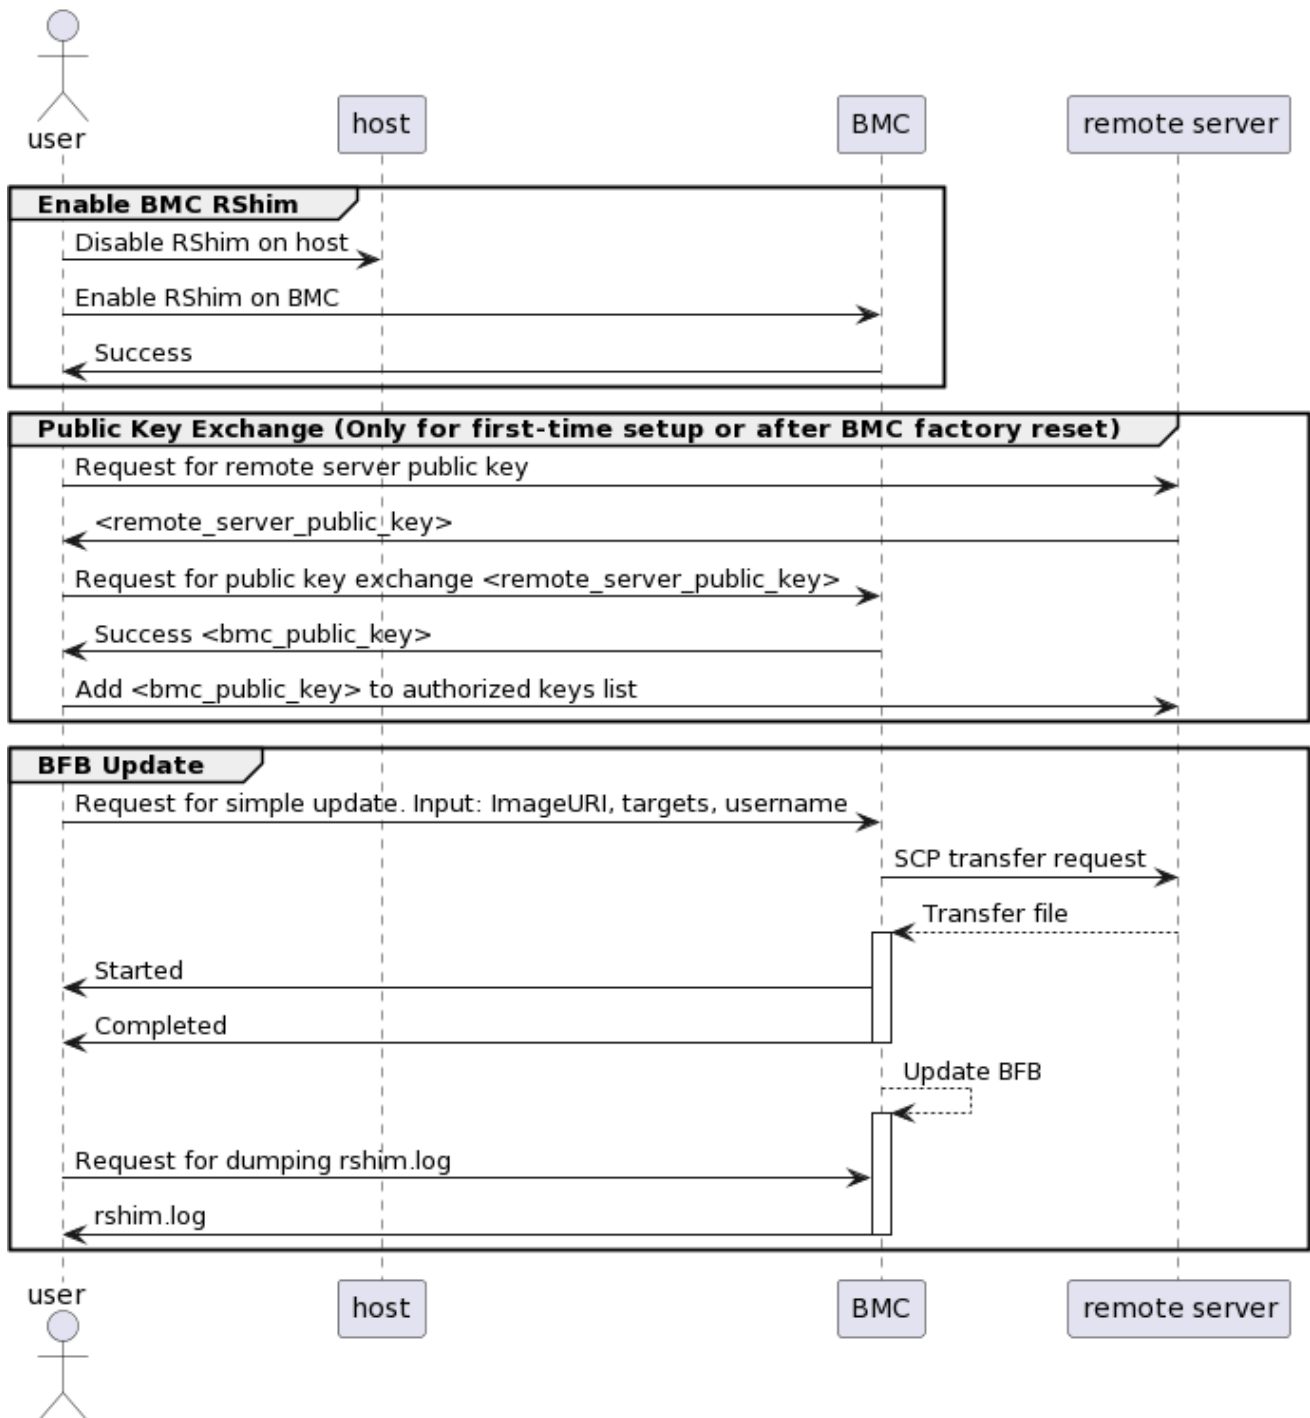 user
host
BMC
remote server
Enable BMC RShim
Disable RShim on host
Enable RShim on BMC
Success
Public Key Exchange (Only for first-time setup or after BMC factory reset)
Request for remote server public key
<remote_server_public_key>
Request for public key exchange <remote_server_public_key>
Success <bmc_public_key>
Add <bmc_public_key> to authorized keys list
BFB Update
Request for simple update. Input: ImageURI, targets, username
SCP transfer request
Transfer file
Started
Completed
Update BFB
Request for dumping rshim.log
rshim.log
user
host
BMC
remote server